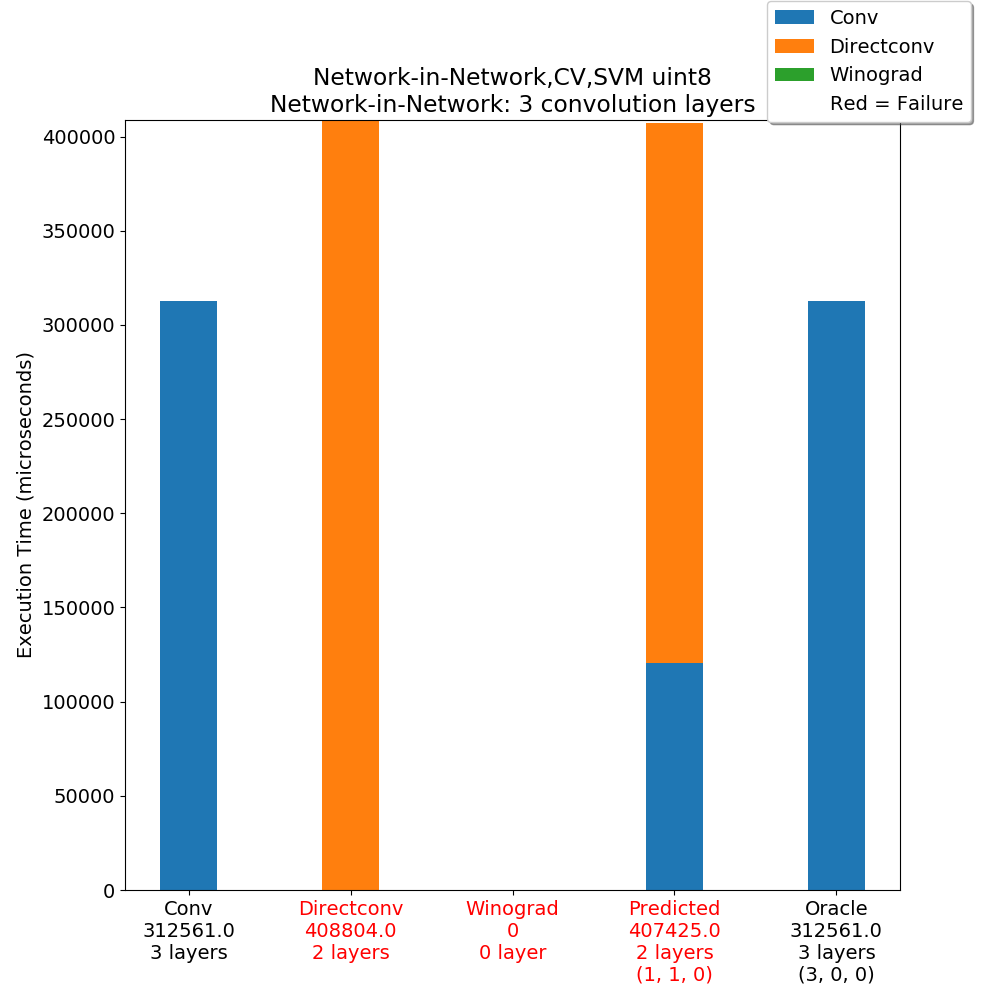 Conv
Directconv
Winograd
Red = Failure
Network-in-Network,CV,SVM uint8
Network-in-Network: 3 convolution layers
Execution Time (microseconds)
400000
350000
300000
250000
200000
150000
100000
50000
0
Conv
312561.0
3 layers
Directconv
408804.0
2 layers
Winograd
0
0 layer
Predicted
407425.0
2 layers
(1, 1, 0)
Oracle
312561.0
3 layers
(3, 0, 0)